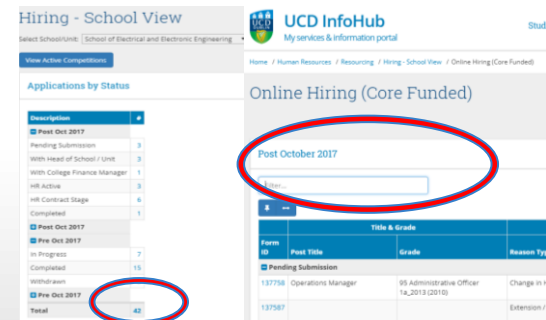 Hiring - School View
Select School/Unit: School of Electrical and Electronic Engineering
View Active Competitions
Applications by Status
Description #
Post Oct 2017
Pending Submission 3
With Head of School / Unit 3
With College Finance Manager 1
HR Active 3
HR Contract Stage 6
Completed 1
Post Oct 2017
Pre Oct 2017
In Progress 7
Completed 15
Withdrawn
Pre Oct 2017
Total 42
UCD
UCD InfoHub
My services & information portal
Stud
Home / Human Resources / Resourcing / Hiring - School View / Online Hiring (Core Funded)
Online Hiring (Core Funded)
Post October 2017
Filter...
Title & Grade
Form ID Post Title Grade Reason Typ
Pending Submission
137758 Operations Manager 95 Administrative Officer 1a_2013 (2010) Change in H
137587 Extension /